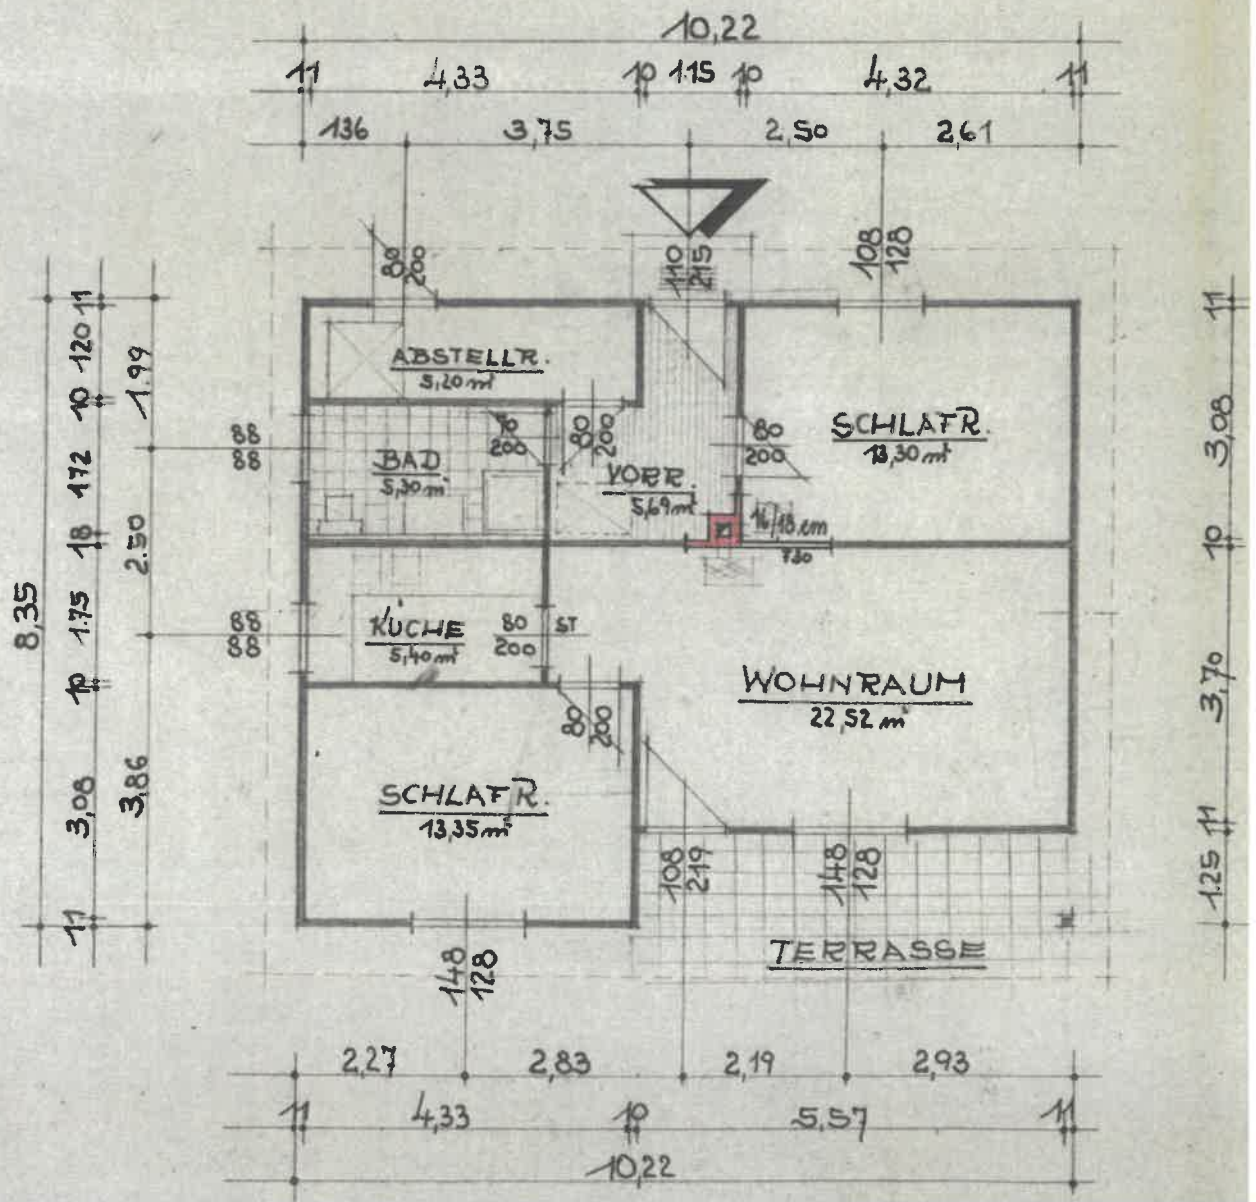 10,22
11 4,33 10 1.15 10 4,32 11
136 3,75 2,50 2,61
80
200
110
215
108
128
ABSTELLR.
5,20 m²
BAD
5,30 m²
70
200
80
200
VORR.
5,69 m²
80
200
SCHLAFR.
13,30 m²
16/18 cm
KÜCHE
5,40 m²
80
200
ST
WOHNRAUM
22,52 m²
80
200
SCHLAFR.
13,35 m²
108
219
148
128
TERRASSE
148
128
88
88
88
88
8,35
11 3,08 10 1.75 18 172 10 120 11
3,86 2.50 1.99
11
3,08
10
3,70
11
1.25
2,27 2,83 2,19 2,93
11 4,33 10 5,57 11
10,22